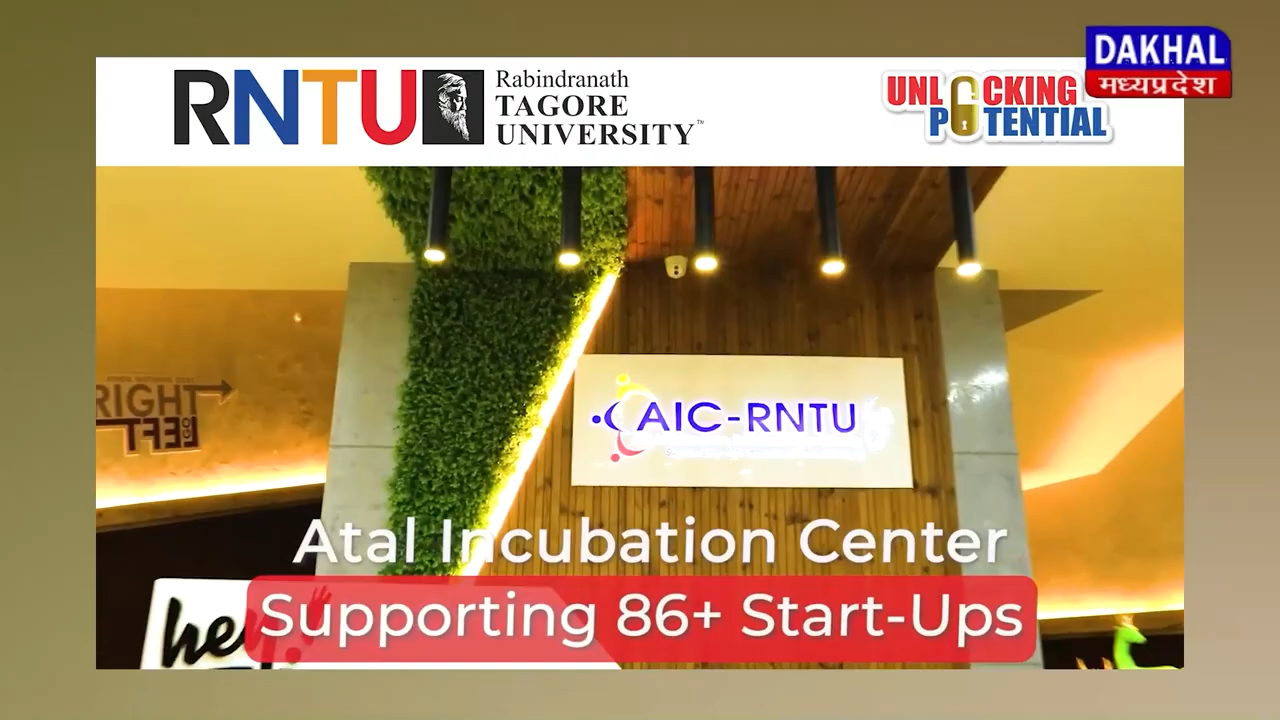 DAKHAL
मध्यप्रदेश
RNTU
Rabindranath
TAGORE
UNIVERSITY™
UNLOCKING
POTENTIAL
RIGHT
GO
LEFT
AIC-RNTU
Atal Incubation Center
Supporting 86+ Start-Ups